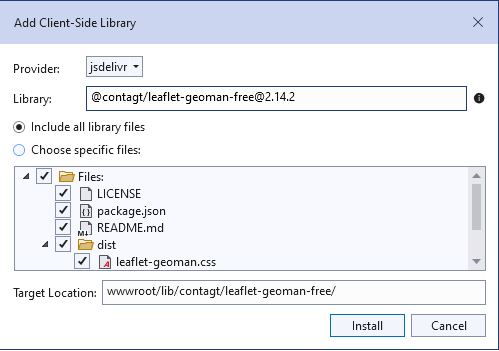 Add Client-Side Library
Provider: jsdelivr
Library: @contagt/leaflet-geoman-free@2.14.2
Include all library files
Choose specific files:
Files:
LICENSE
package.json
README.md
dist
leaflet-geoman.css
Target Location: wwwroot/lib/contagt/leaflet-geoman-free/
Install Cancel